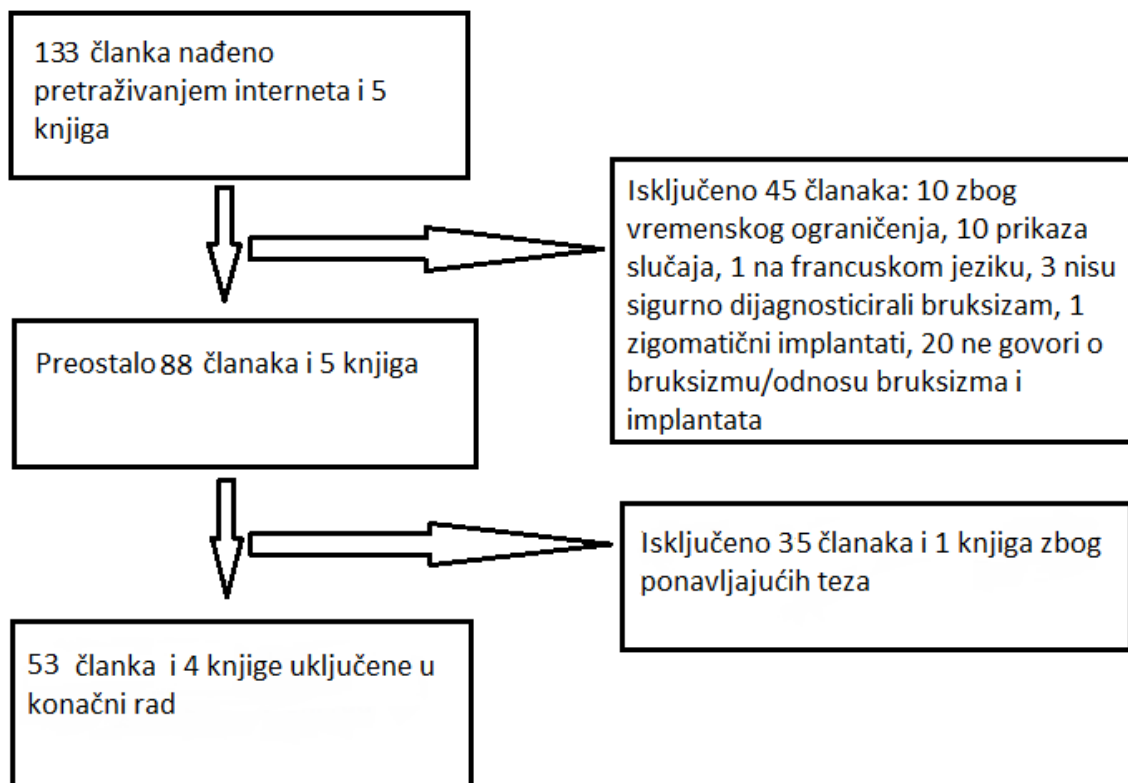 133 članka nađeno
pretraživanjem interneta i 5
knjiga
Isključeno 45 članaka: 10 zbog
vremenskog ograničenja, 10 prikaza
slučaja, 1 na francuskom jeziku, 3 nisu
sigurno dijagnosticirali bruksizam, 1
zigomatični implantati, 20 ne govori o
bruksizmu/odnosu bruksizma i
implantata
Preostalo 88 članaka i 5 knjiga
Isključeno 35 članaka i 1 knjiga zbog
ponavljajućih teza
53 članka i 4 knjige uključene u
konačni rad